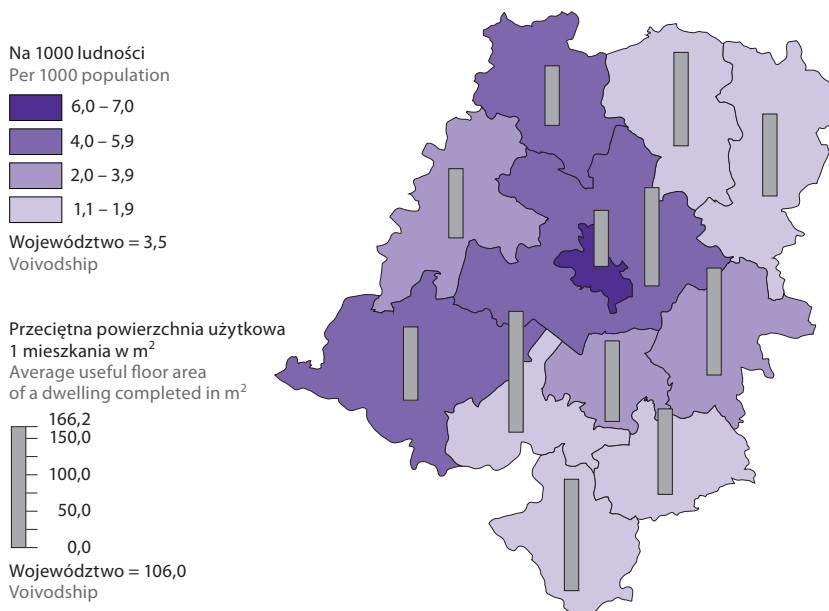 Na 1000 ludności
Per 1000 population
6,0 – 7,0
4,0 – 5,9
2,0 – 3,9
1,1 – 1,9
Województwo = 3,5
Voivodship
Przeciętna powierzchnia użytkowa
1 mieszkania w m²
Average useful floor area
of a dwelling completed in m²
166,2
150,0
100,0
50,0
0,0
Województwo = 106,0
Voivodship